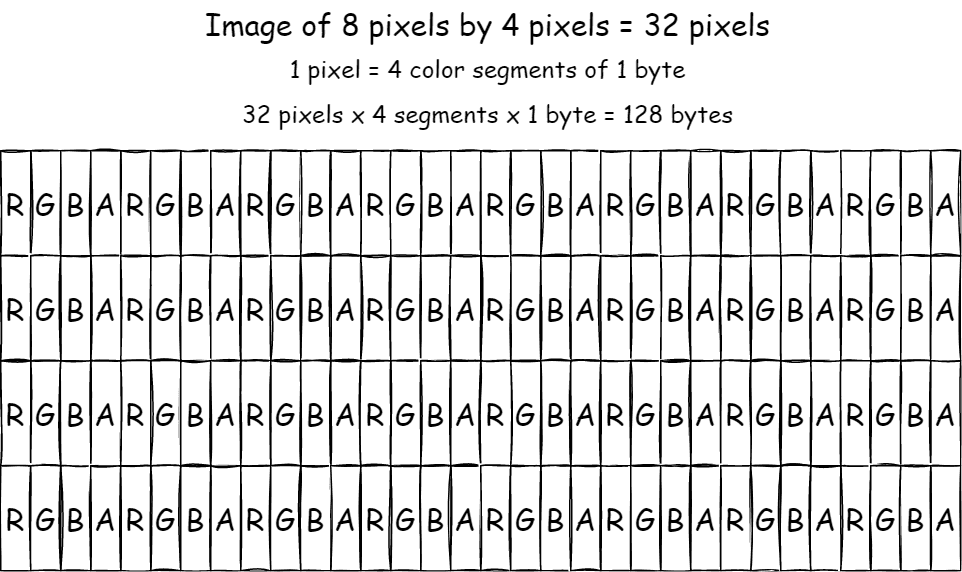 Image of 8 pixels by 4 pixels = 32 pixels
1 pixel = 4 color segments of 1 byte
32 pixels x 4 segments x 1 byte = 128 bytes
R G B A R G B A R G B A R G B A R G B A R G B A R G B A R G B A
R G B A R G B A R G B A R G B A R G B A R G B A R G B A R G B A
R G B A R G B A R G B A R G B A R G B A R G B A R G B A R G B A
R G B A R G B A R G B A R G B A R G B A R G B A R G B A R G B A